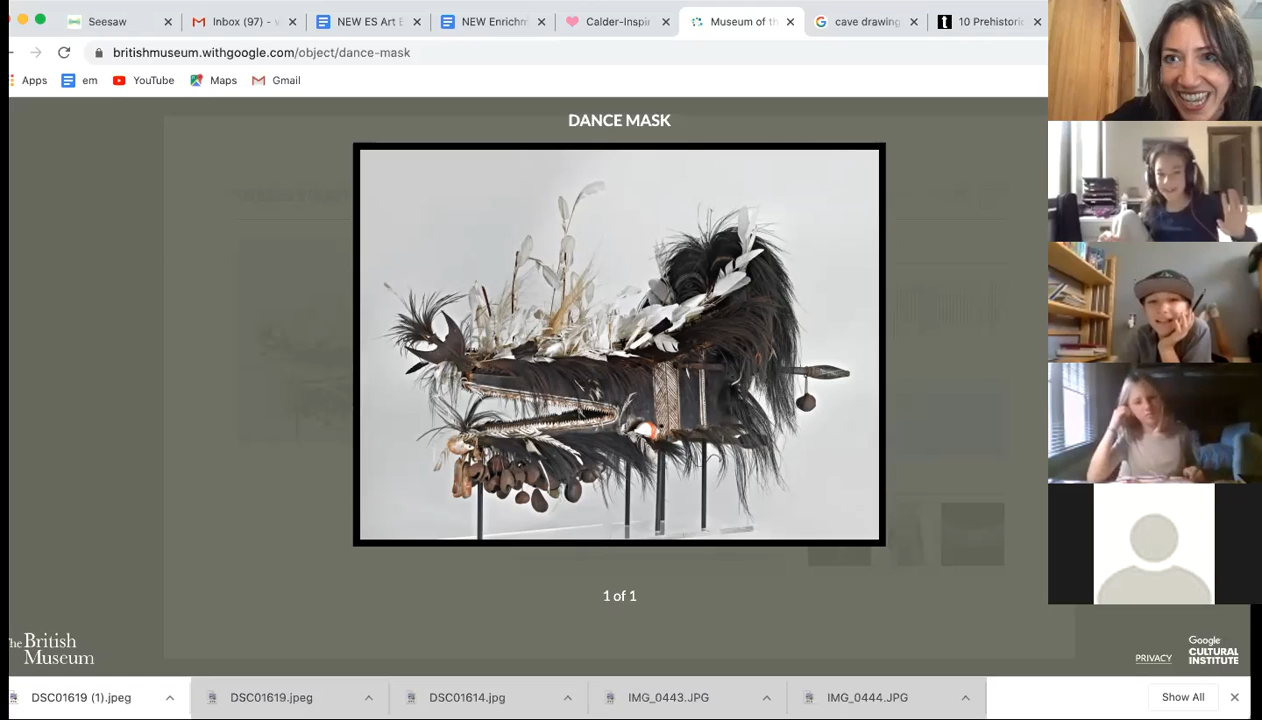 Seesaw
Inbox (97) -
NEW ES Art
NEW Enrichm
Calder-Inspir
Museum of th
cave drawing
10 Prehistoric
britishmuseum.withgoogle.com/object/dance-mask
Apps
em
YouTube
Maps
Gmail
DANCE MASK
1 of 1
The British
Museum
PRIVACY
Google
CULTURAL
INSTITUTE
DSC01619 (1).jpeg
DSC01619.jpeg
DSC01614.jpg
IMG_0443.JPG
IMG_0444.JPG
Show All